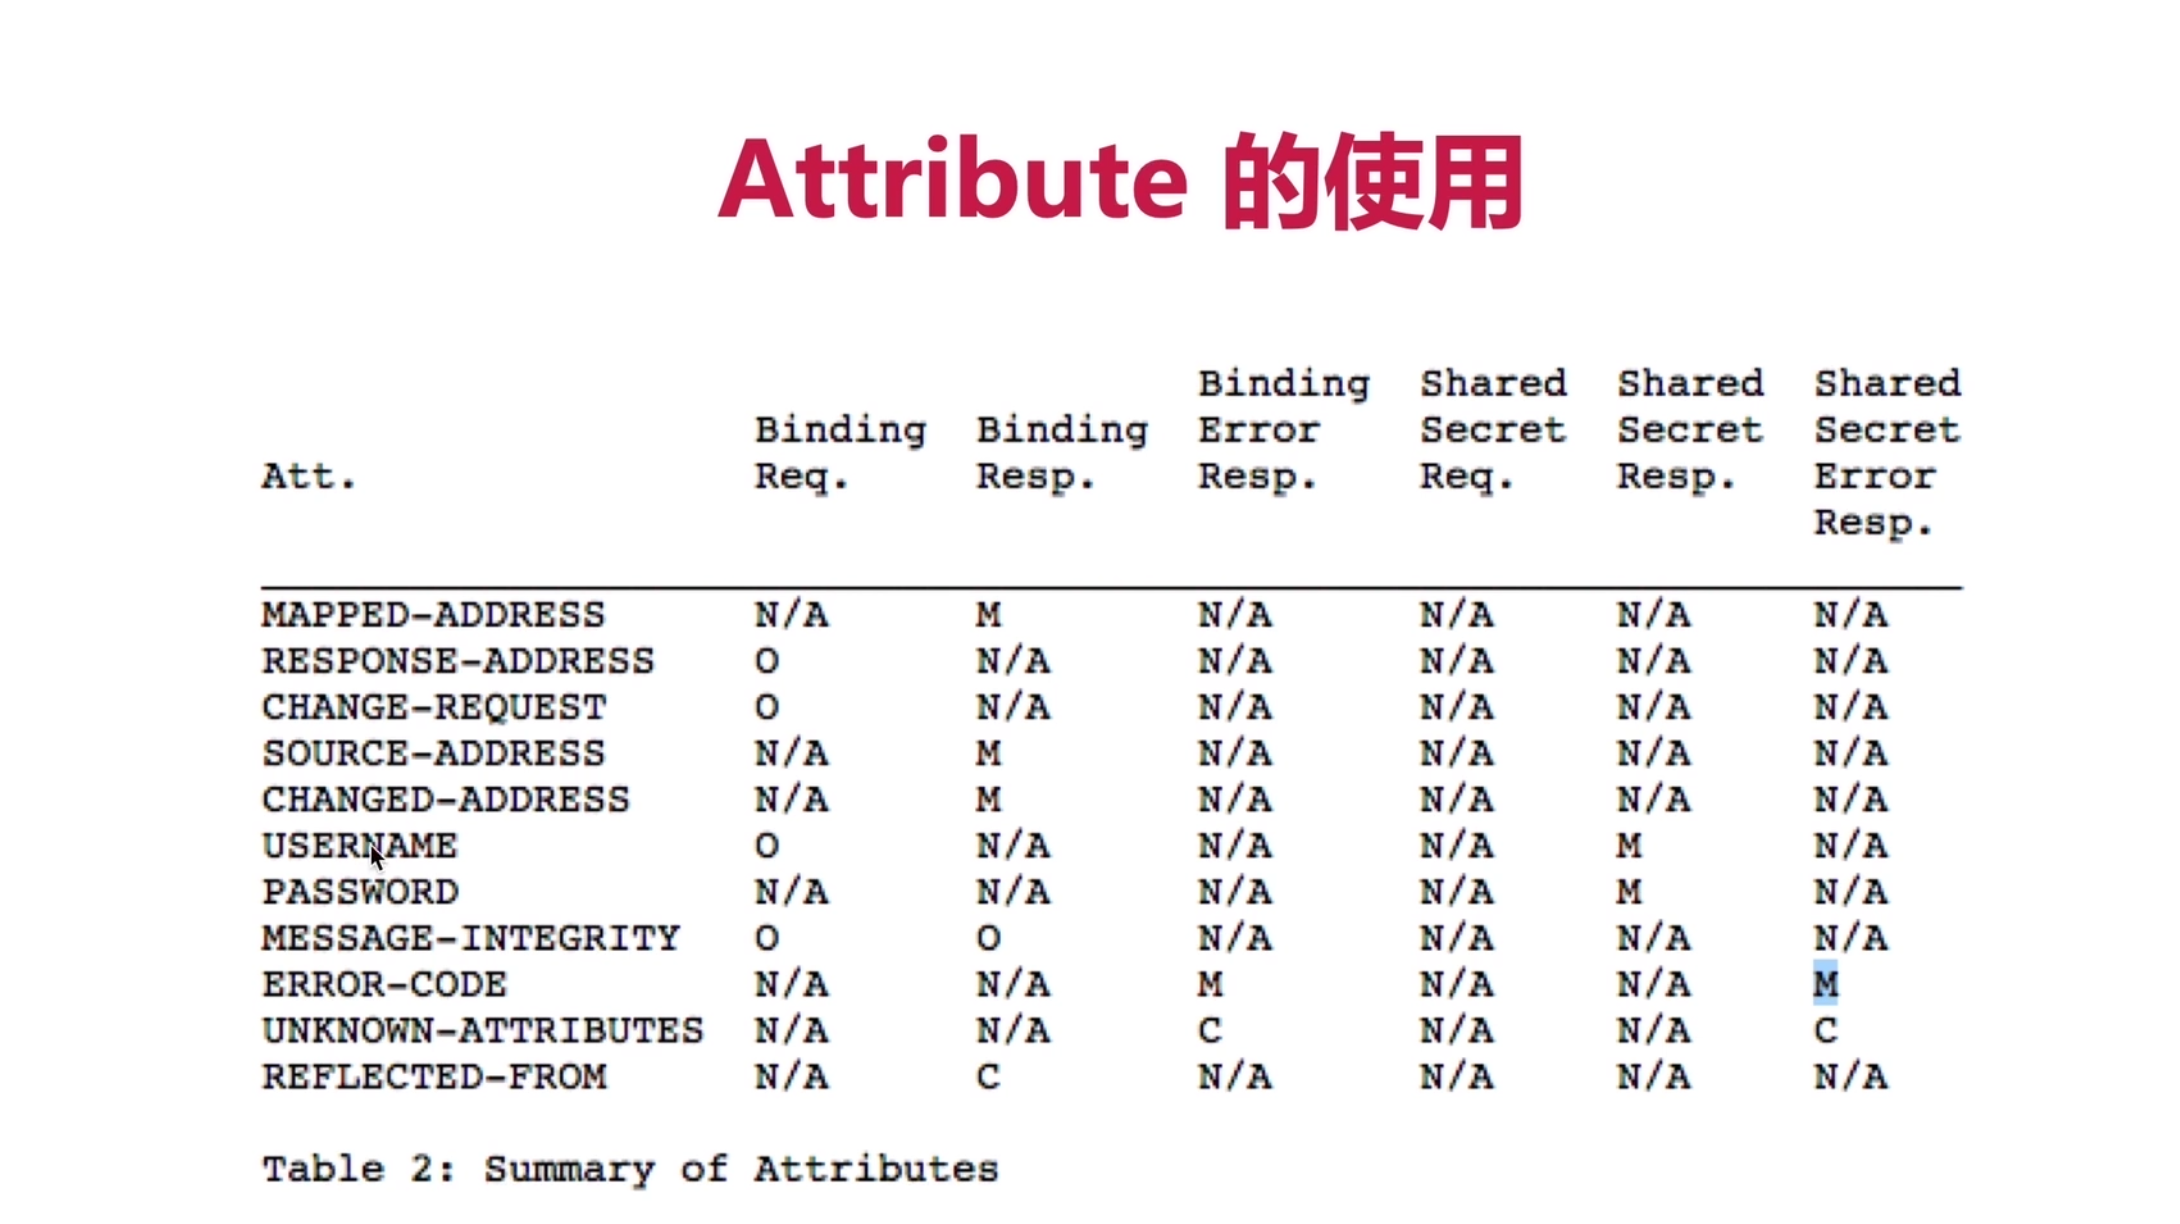 Attribute 的使用
Binding Shared Shared Shared
Binding Binding Error Secret Secret Secret
Att. Req. Resp. Resp. Req. Resp. Error
Resp.
MAPPED-ADDRESS N/A M N/A N/A N/A N/A
RESPONSE-ADDRESS O N/A N/A N/A N/A N/A
CHANGE-REQUEST O N/A N/A N/A N/A N/A
SOURCE-ADDRESS N/A M N/A N/A N/A N/A
CHANGED-ADDRESS N/A M N/A N/A N/A N/A
USERNAME O N/A N/A N/A M N/A
PASSWORD N/A N/A N/A N/A M N/A
MESSAGE-INTEGRITY O O N/A N/A N/A N/A
ERROR-CODE N/A N/A M N/A N/A M
UNKNOWN-ATTRIBUTES N/A N/A C N/A N/A C
REFLECTED-FROM N/A C N/A N/A N/A N/A
Table 2: Summary of Attributes